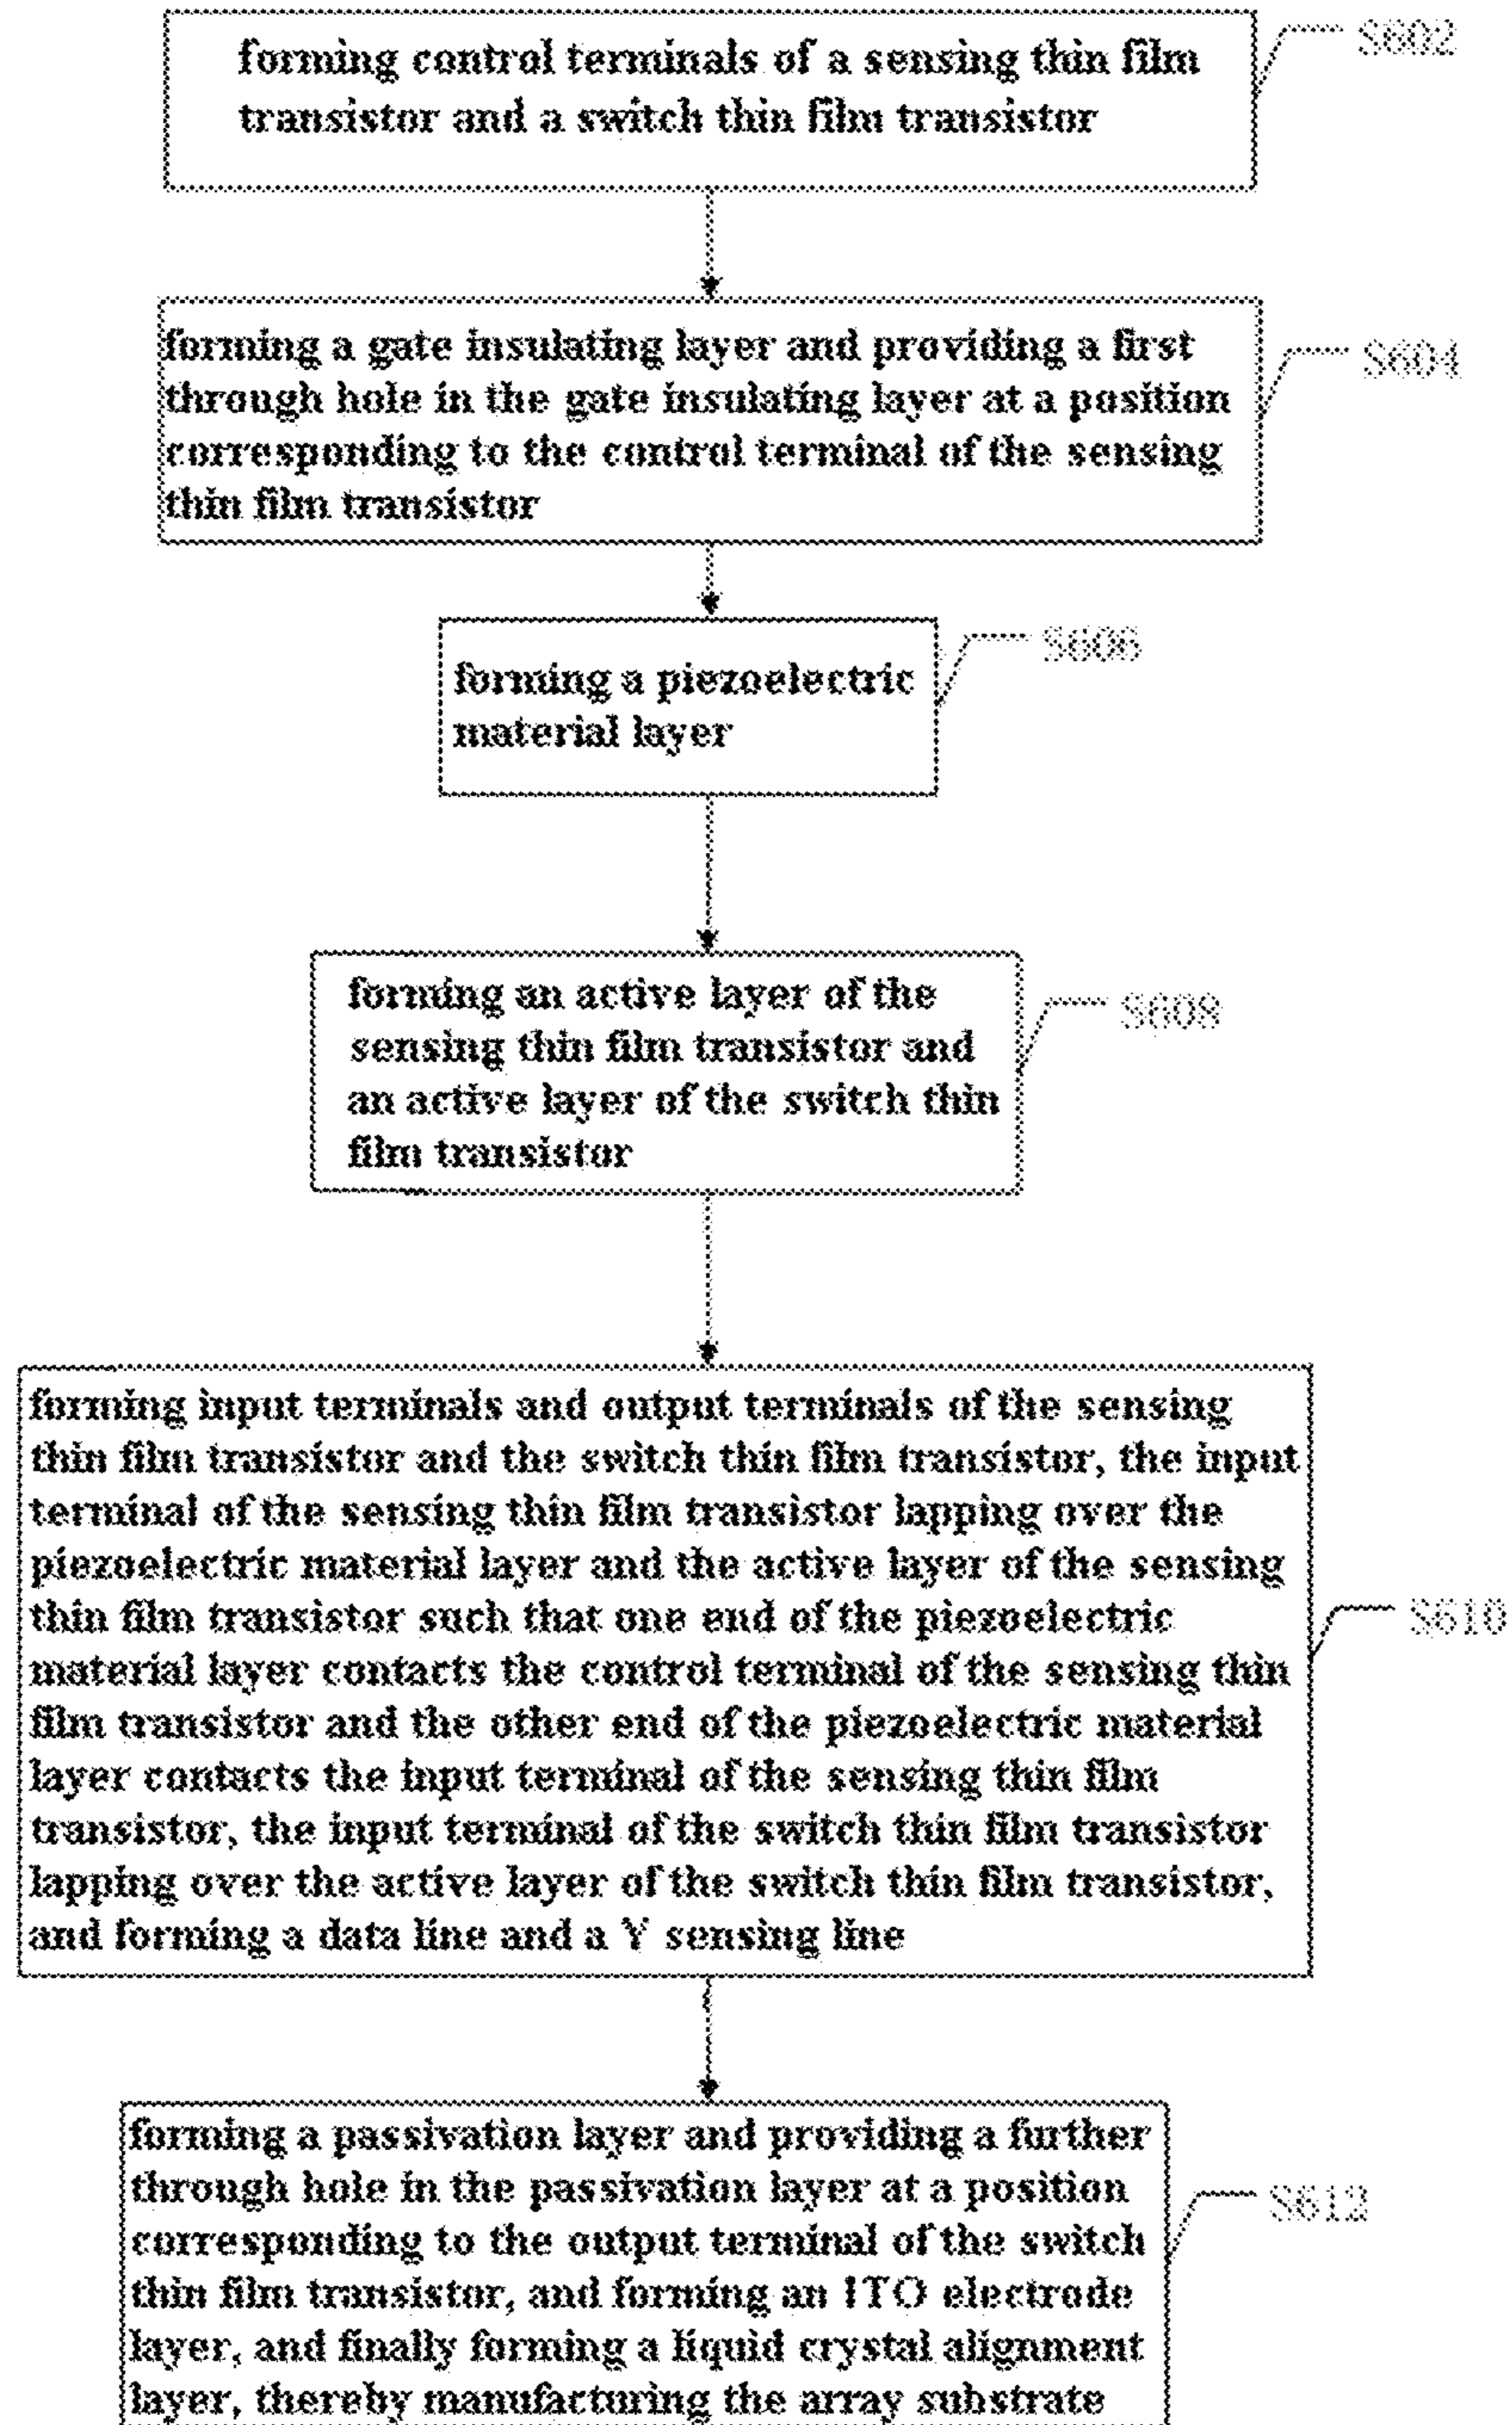 forming control terminals of a sensing thin film
transistor and a switch thin film transistor
S602
forming a gate insulating layer and providing a first
through hole in the gate insulating layer at a position
corresponding to the control terminal of the sensing
thin film transistor
S604
forming a piezoelectric
material layer
S606
forming an active layer of the
sensing thin film transistor and
an active layer of the switch thin
film transistor
S608
forming input terminals and output terminals of the sensing
thin film transistor and the switch thin film transistor, the input
terminal of the sensing thin film transistor lapping over the
piezoelectric material layer and the active layer of the sensing
thin film transistor such that one end of the piezoelectric
material layer contacts the control terminal of the sensing thin
film transistor and the other end of the piezoelectric material
layer contacts the input terminal of the sensing thin film
transistor, the input terminal of the switch thin film transistor
lapping over the active layer of the switch thin film transistor,
and forming a data line and a Y sensing line
S610
forming a passivation layer and providing a further
through hole in the passivation layer at a position
corresponding to the output terminal of the switch
thin film transistor, and forming an ITO electrode
layer, and finally forming a liquid crystal alignment
layer, thereby manufacturing the array substrate
S612